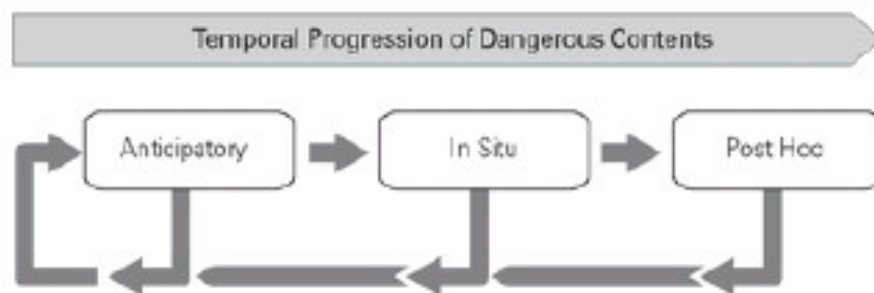 Temporal Progression of Dangerous Contents
Anticipatory
In Situ
Post Hoc